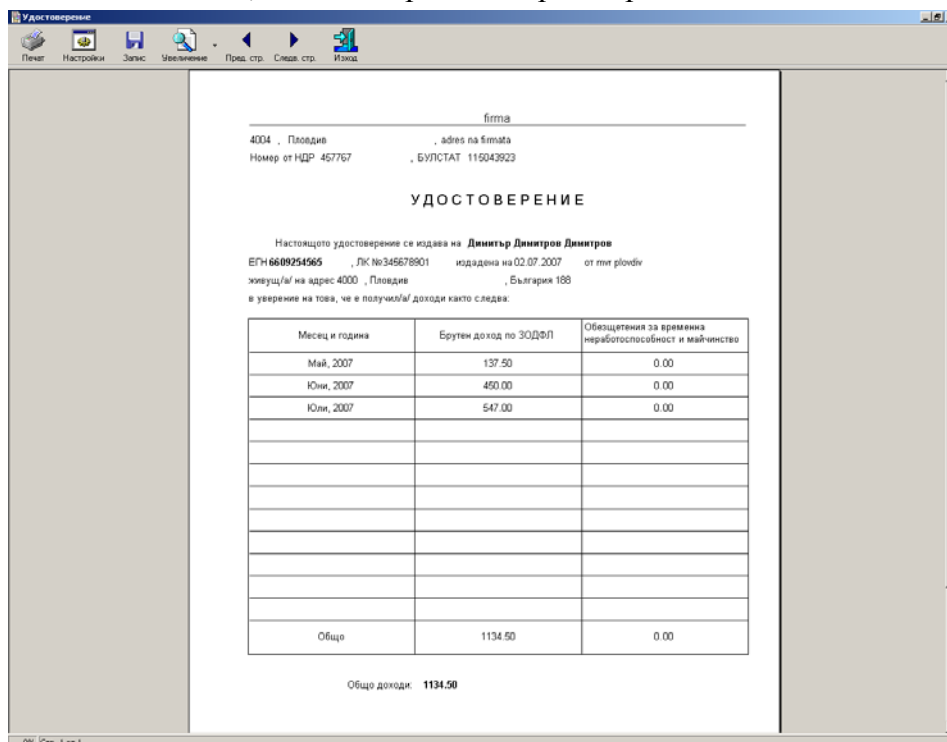 Удостоверение
Печат Настройки Запис Увеличение Пред. стр. Следв. стр. Изход
firma
4004 , Пловдив , adres na firmata
Номер от НДР 457767 , БУЛСТАТ 115043923
УДОСТОВЕРЕНИЕ
Настоящото удостоверение се издава на Димитър Димитров Димитров
ЕГН 6609254565 , ЛК №345678901 издадена на 02.07.2007 от mvr plovdiv
живущ/а/ на адрес 4000 , Пловдив , България 188
в уверение на това, че е получил/а/ доходи както следва:
Месец и година Брутен доход по ЗОДФЛ Обезщетения за временна
неработоспособност и майчинство
Май, 2007 137.50 0.00
Юни, 2007 450.00 0.00
Юли, 2007 547.00 0.00
Общо 1134.50 0.00
Общо доходи: 1134.50